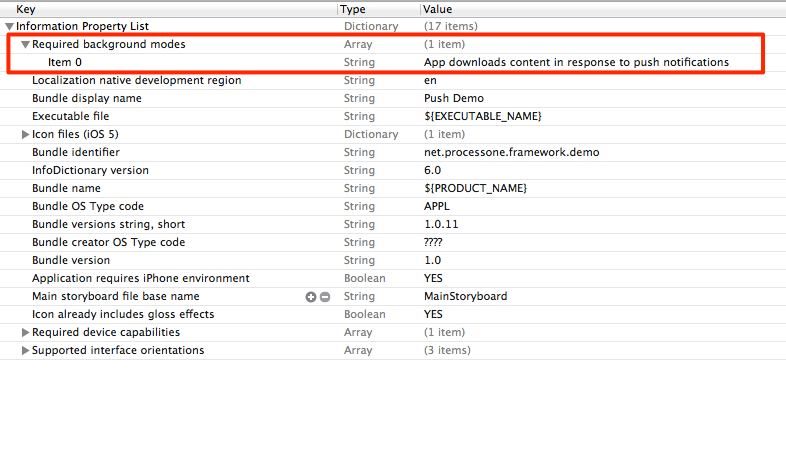 Key Type Value
Information Property List Dictionary (17 items)
Required background modes Array (1 item)
Item 0 String App downloads content in response to push notifications
Localization native development region String en
Bundle display name String Push Demo
Executable file String ${EXECUTABLE_NAME}
Icon files (iOS 5) Dictionary (1 item)
Bundle identifier String net.processone.framework.demo
InfoDictionary version String 6.0
Bundle name String ${PRODUCT_NAME}
Bundle OS Type code String APPL
Bundle versions string, short String 1.0.11
Bundle creator OS Type code String ????
Bundle version String 1.0
Application requires iPhone environment Boolean YES
Main storyboard file base name String MainStoryboard
Icon already includes gloss effects Boolean YES
Required device capabilities Array (1 item)
Supported interface orientations Array (3 items)